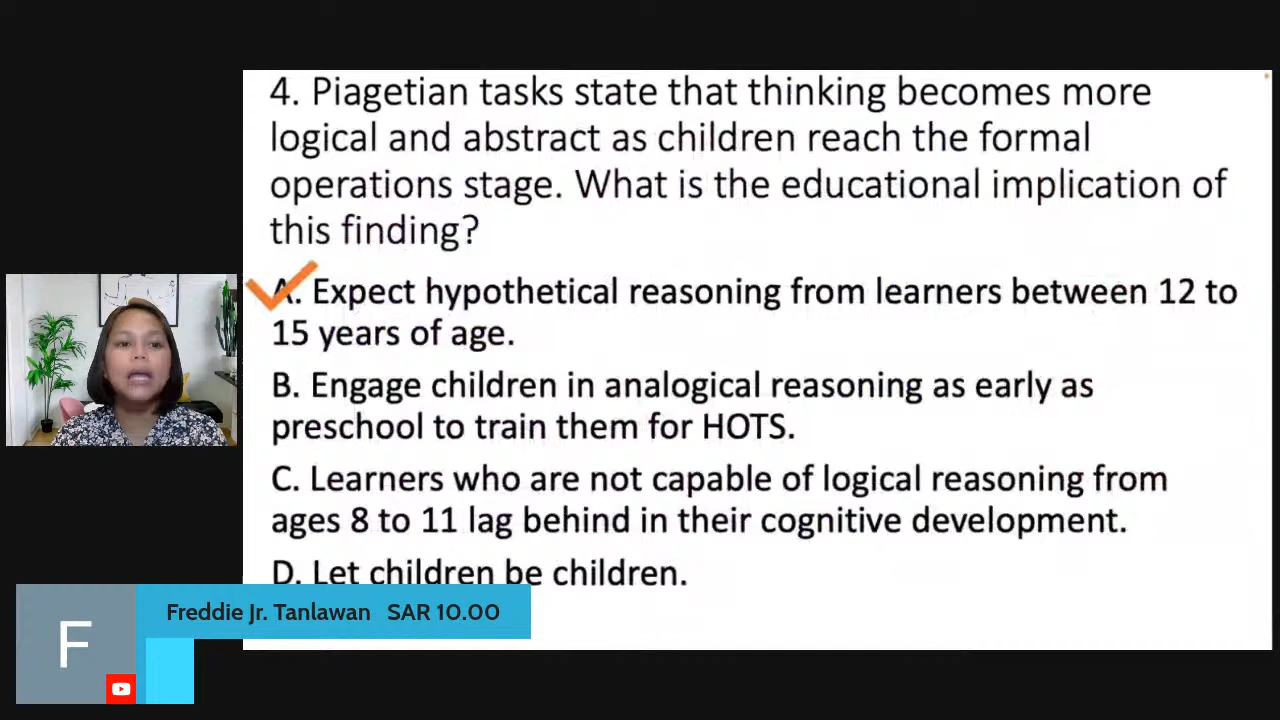 4. Piagetian tasks state that thinking becomes more
logical and abstract as children reach the formal
operations stage. What is the educational implication of
this finding?
A. Expect hypothetical reasoning from learners between 12 to
15 years of age.
B. Engage children in analogical reasoning as early as
preschool to train them for HOTS.
C. Learners who are not capable of logical reasoning from
ages 8 to 11 lag behind in their cognitive development.
D. Let children be children.
F
Freddie Jr. Tanlawan SAR 10.00